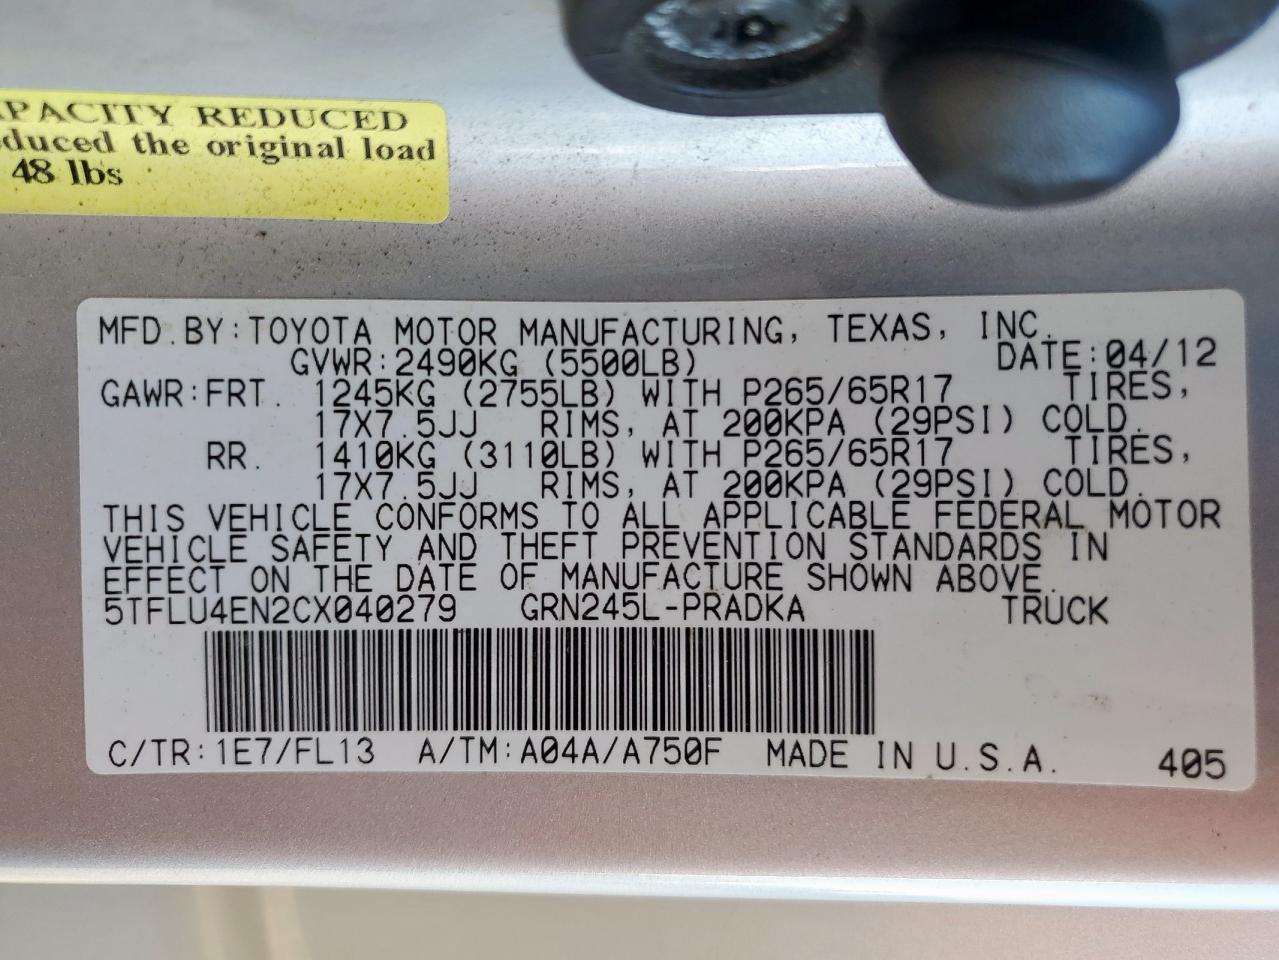 PACITY REDUCED
duced the original load
48 lbs
MFD.BY:TOYOTA MOTOR MANUFACTURING, TEXAS, INC.
GVWR:2490KG (5500LB) DATE:04/12
GAWR:FRT. 1245KG (2755LB) WITH P265/65R17 TIRES,
17X7.5JJ RIMS, AT 200KPA (29PSI) COLD.
RR. 1410KG (3110LB) WITH P265/65R17 TIRES,
17X7.5JJ RIMS, AT 200KPA (29PSI) COLD.
THIS VEHICLE CONFORMS TO ALL APPLICABLE FEDERAL MOTOR
VEHICLE SAFETY AND THEFT PREVENTION STANDARDS IN
EFFECT ON THE DATE OF MANUFACTURE SHOWN ABOVE.
5TFLU4EN2CX040279 GRN245L-PRADKA TRUCK
C/TR:1E7/FL13 A/TM:A04A/A750F MADE IN U.S.A. 405